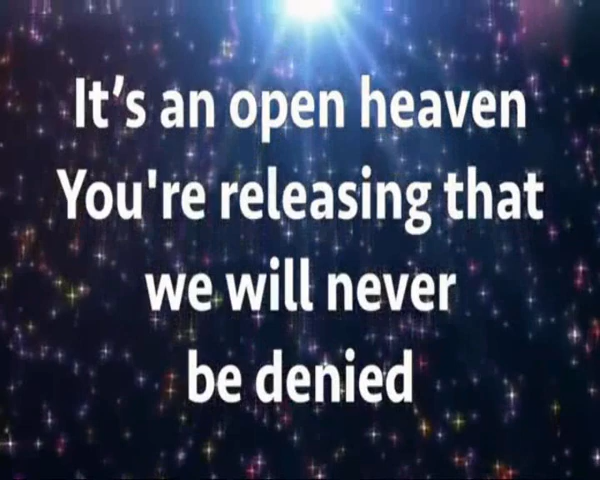 It’s an open heaven
You're releasing that
we will never
be denied